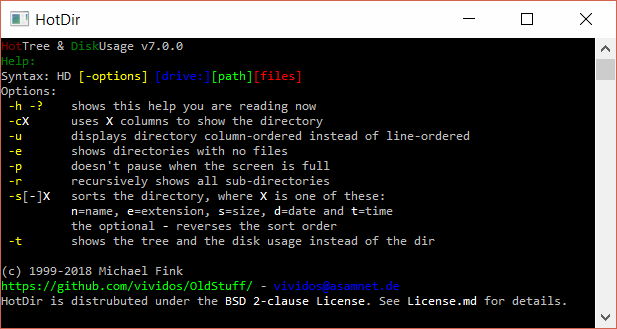 HotDir
HotTree & DiskUsage v7.0.0
Help:
Syntax: HD [-options] [drive:][path][files]
Options:
-h -? shows this help you are reading now
-cX uses X columns to show the directory
-u displays directory column-ordered instead of line-ordered
-e shows directories with no files
-p doesn't pause when the screen is full
-r recursively shows all sub-directories
-s[-]X sorts the directory, where X is one of these:
n=name, e=extension, s=size, d=date and t=time
the optional - reverses the sort order
-t shows the tree and the disk usage instead of the dir
(c) 1999-2018 Michael Fink
https://github.com/vividos/OldStuff/ - vividos@asamnet.de
HotDir is distrubuted under the BSD 2-clause License. See License.md for details.